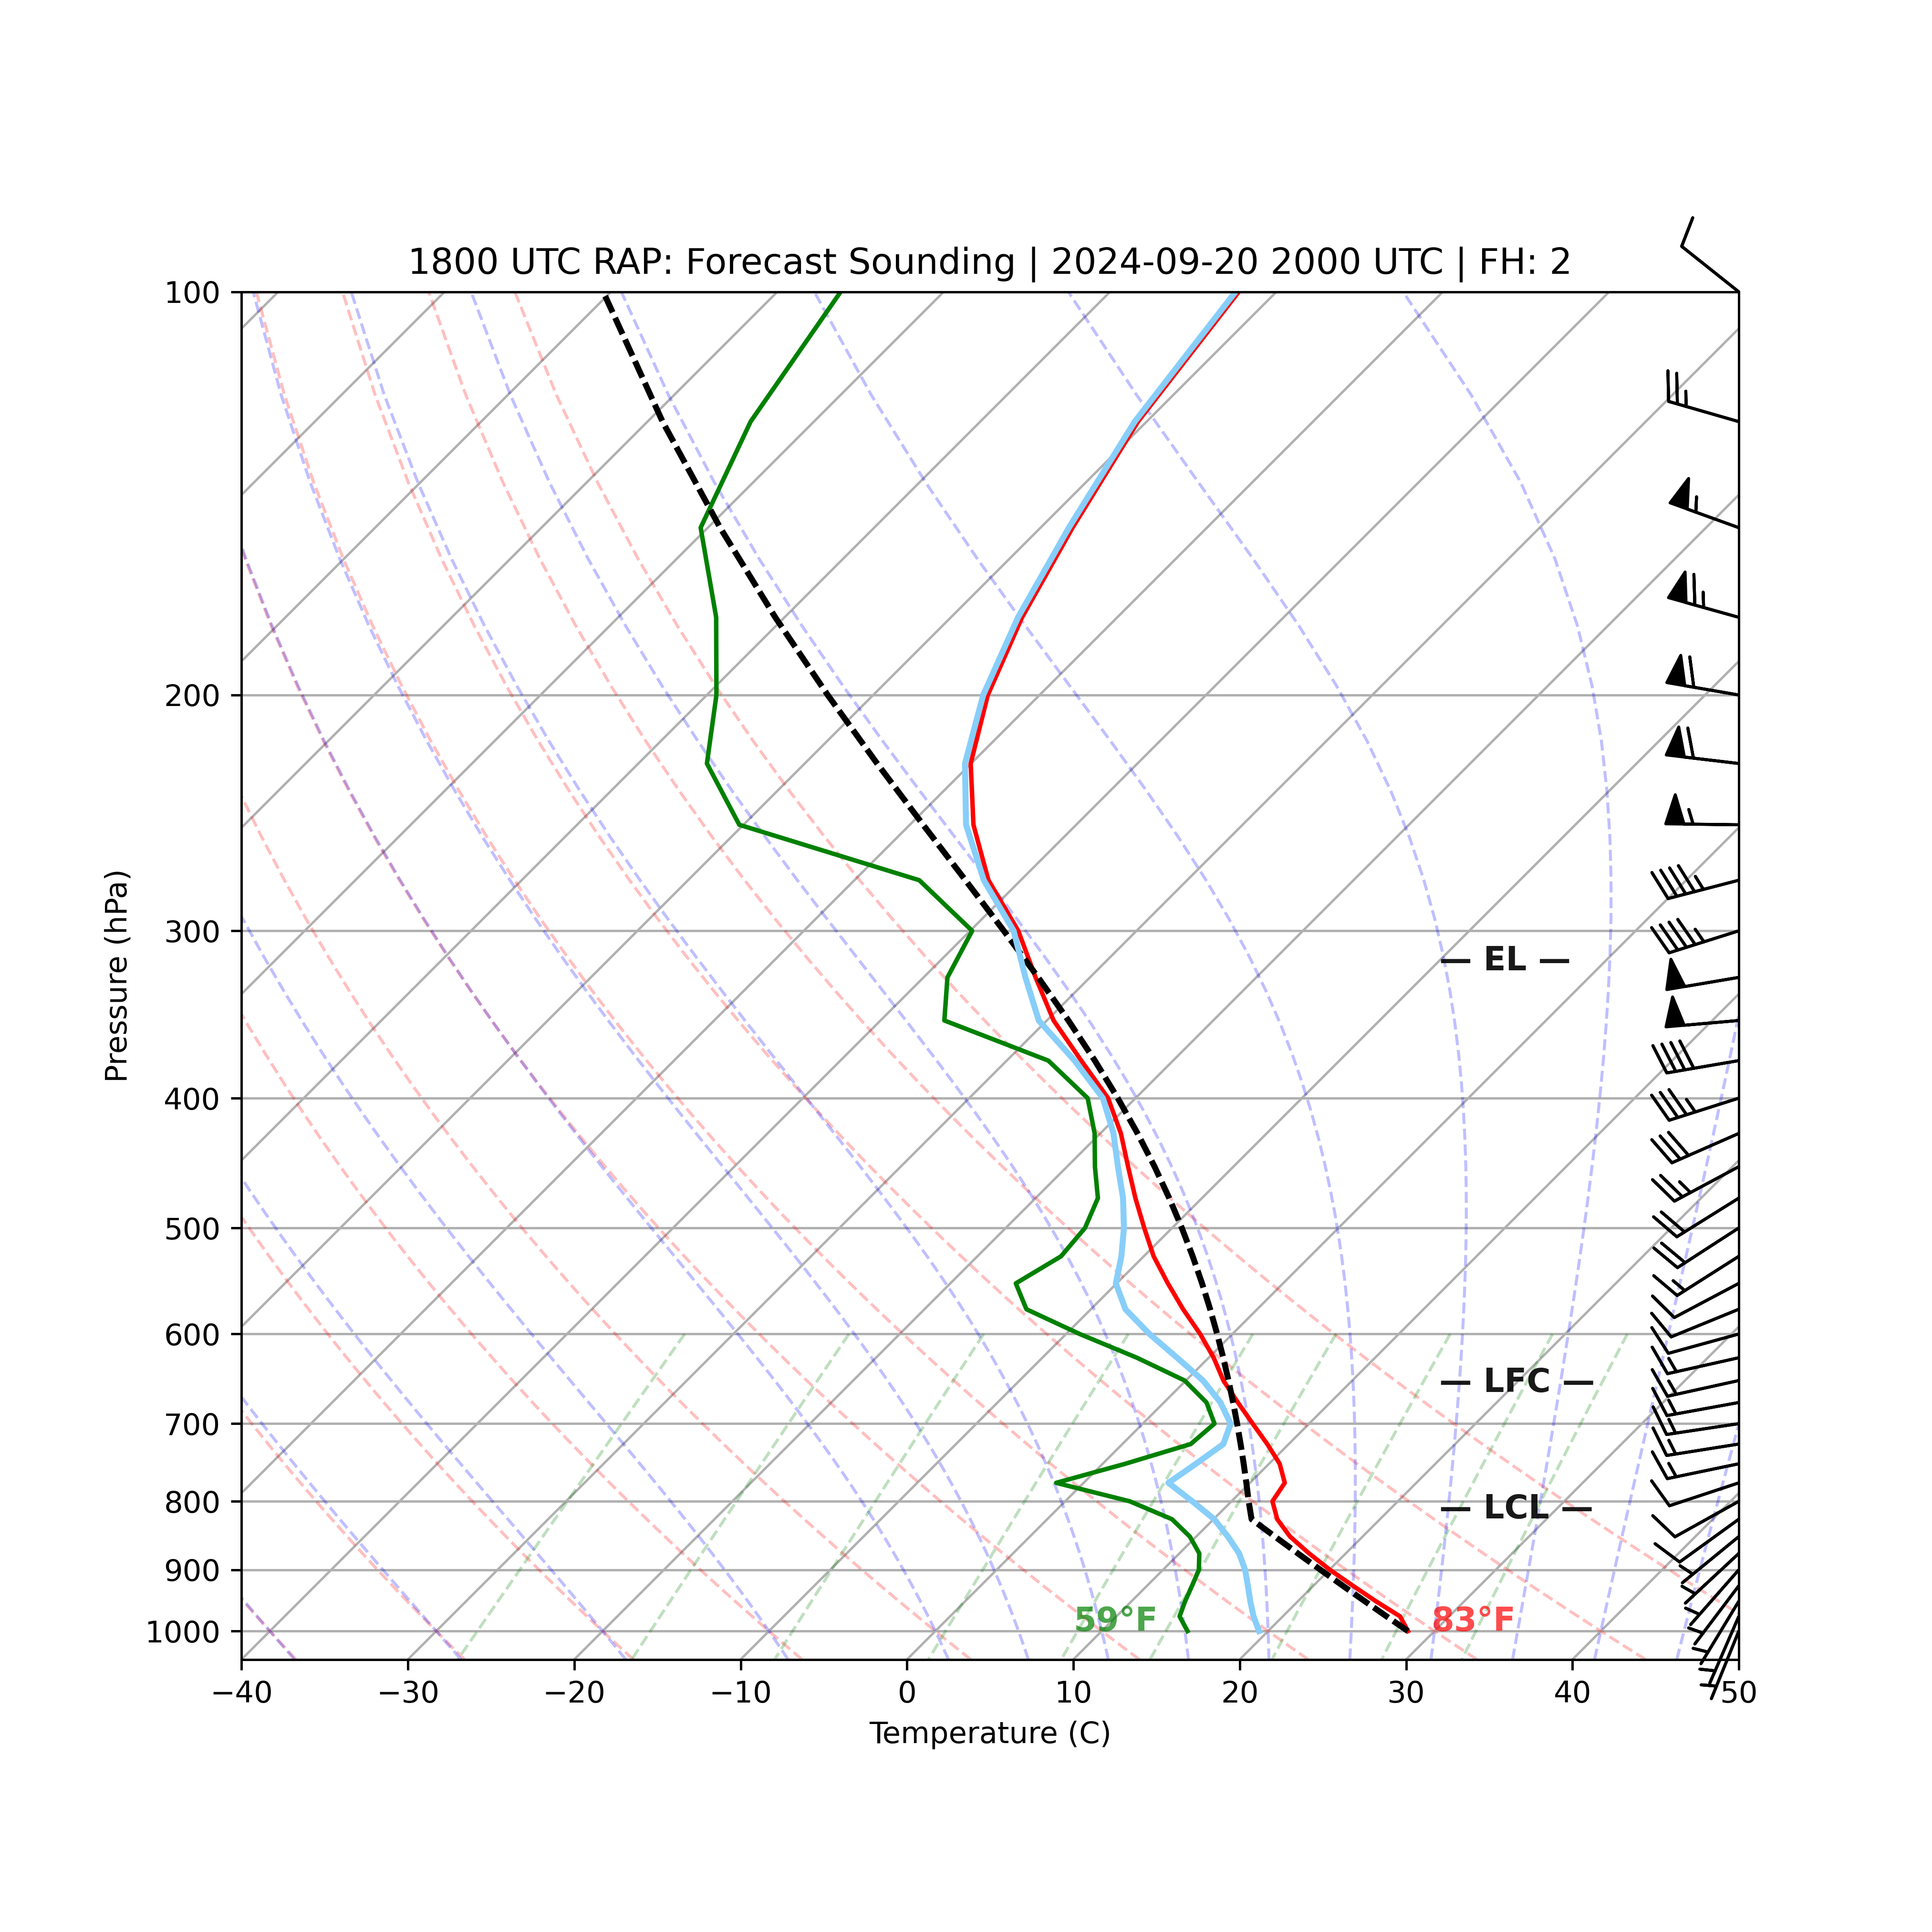 1800 UTC RAP: Forecast Sounding | 2024-09-20 2000 UTC | FH: 2
100
200
300
— EL —
400
500
600
— LFC —
700
800
— LCL —
900
1000
59°F
83°F
−40
−30
−20
−10
0
10
20
30
40
50
Temperature (C)
Pressure (hPa)